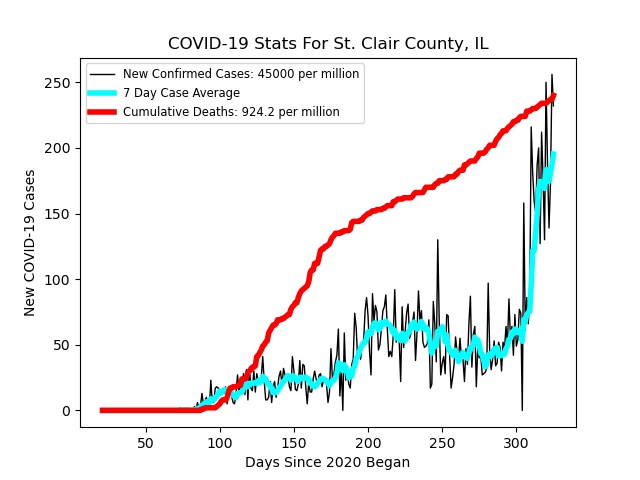 COVID-19 Stats For St. Clair County, IL
New Confirmed Cases: 45000 per million
7 Day Case Average
Cumulative Deaths: 924.2 per million
New COVID-19 Cases
250
200
150
100
50
0
50
100
150
200
250
300
Days Since 2020 Began